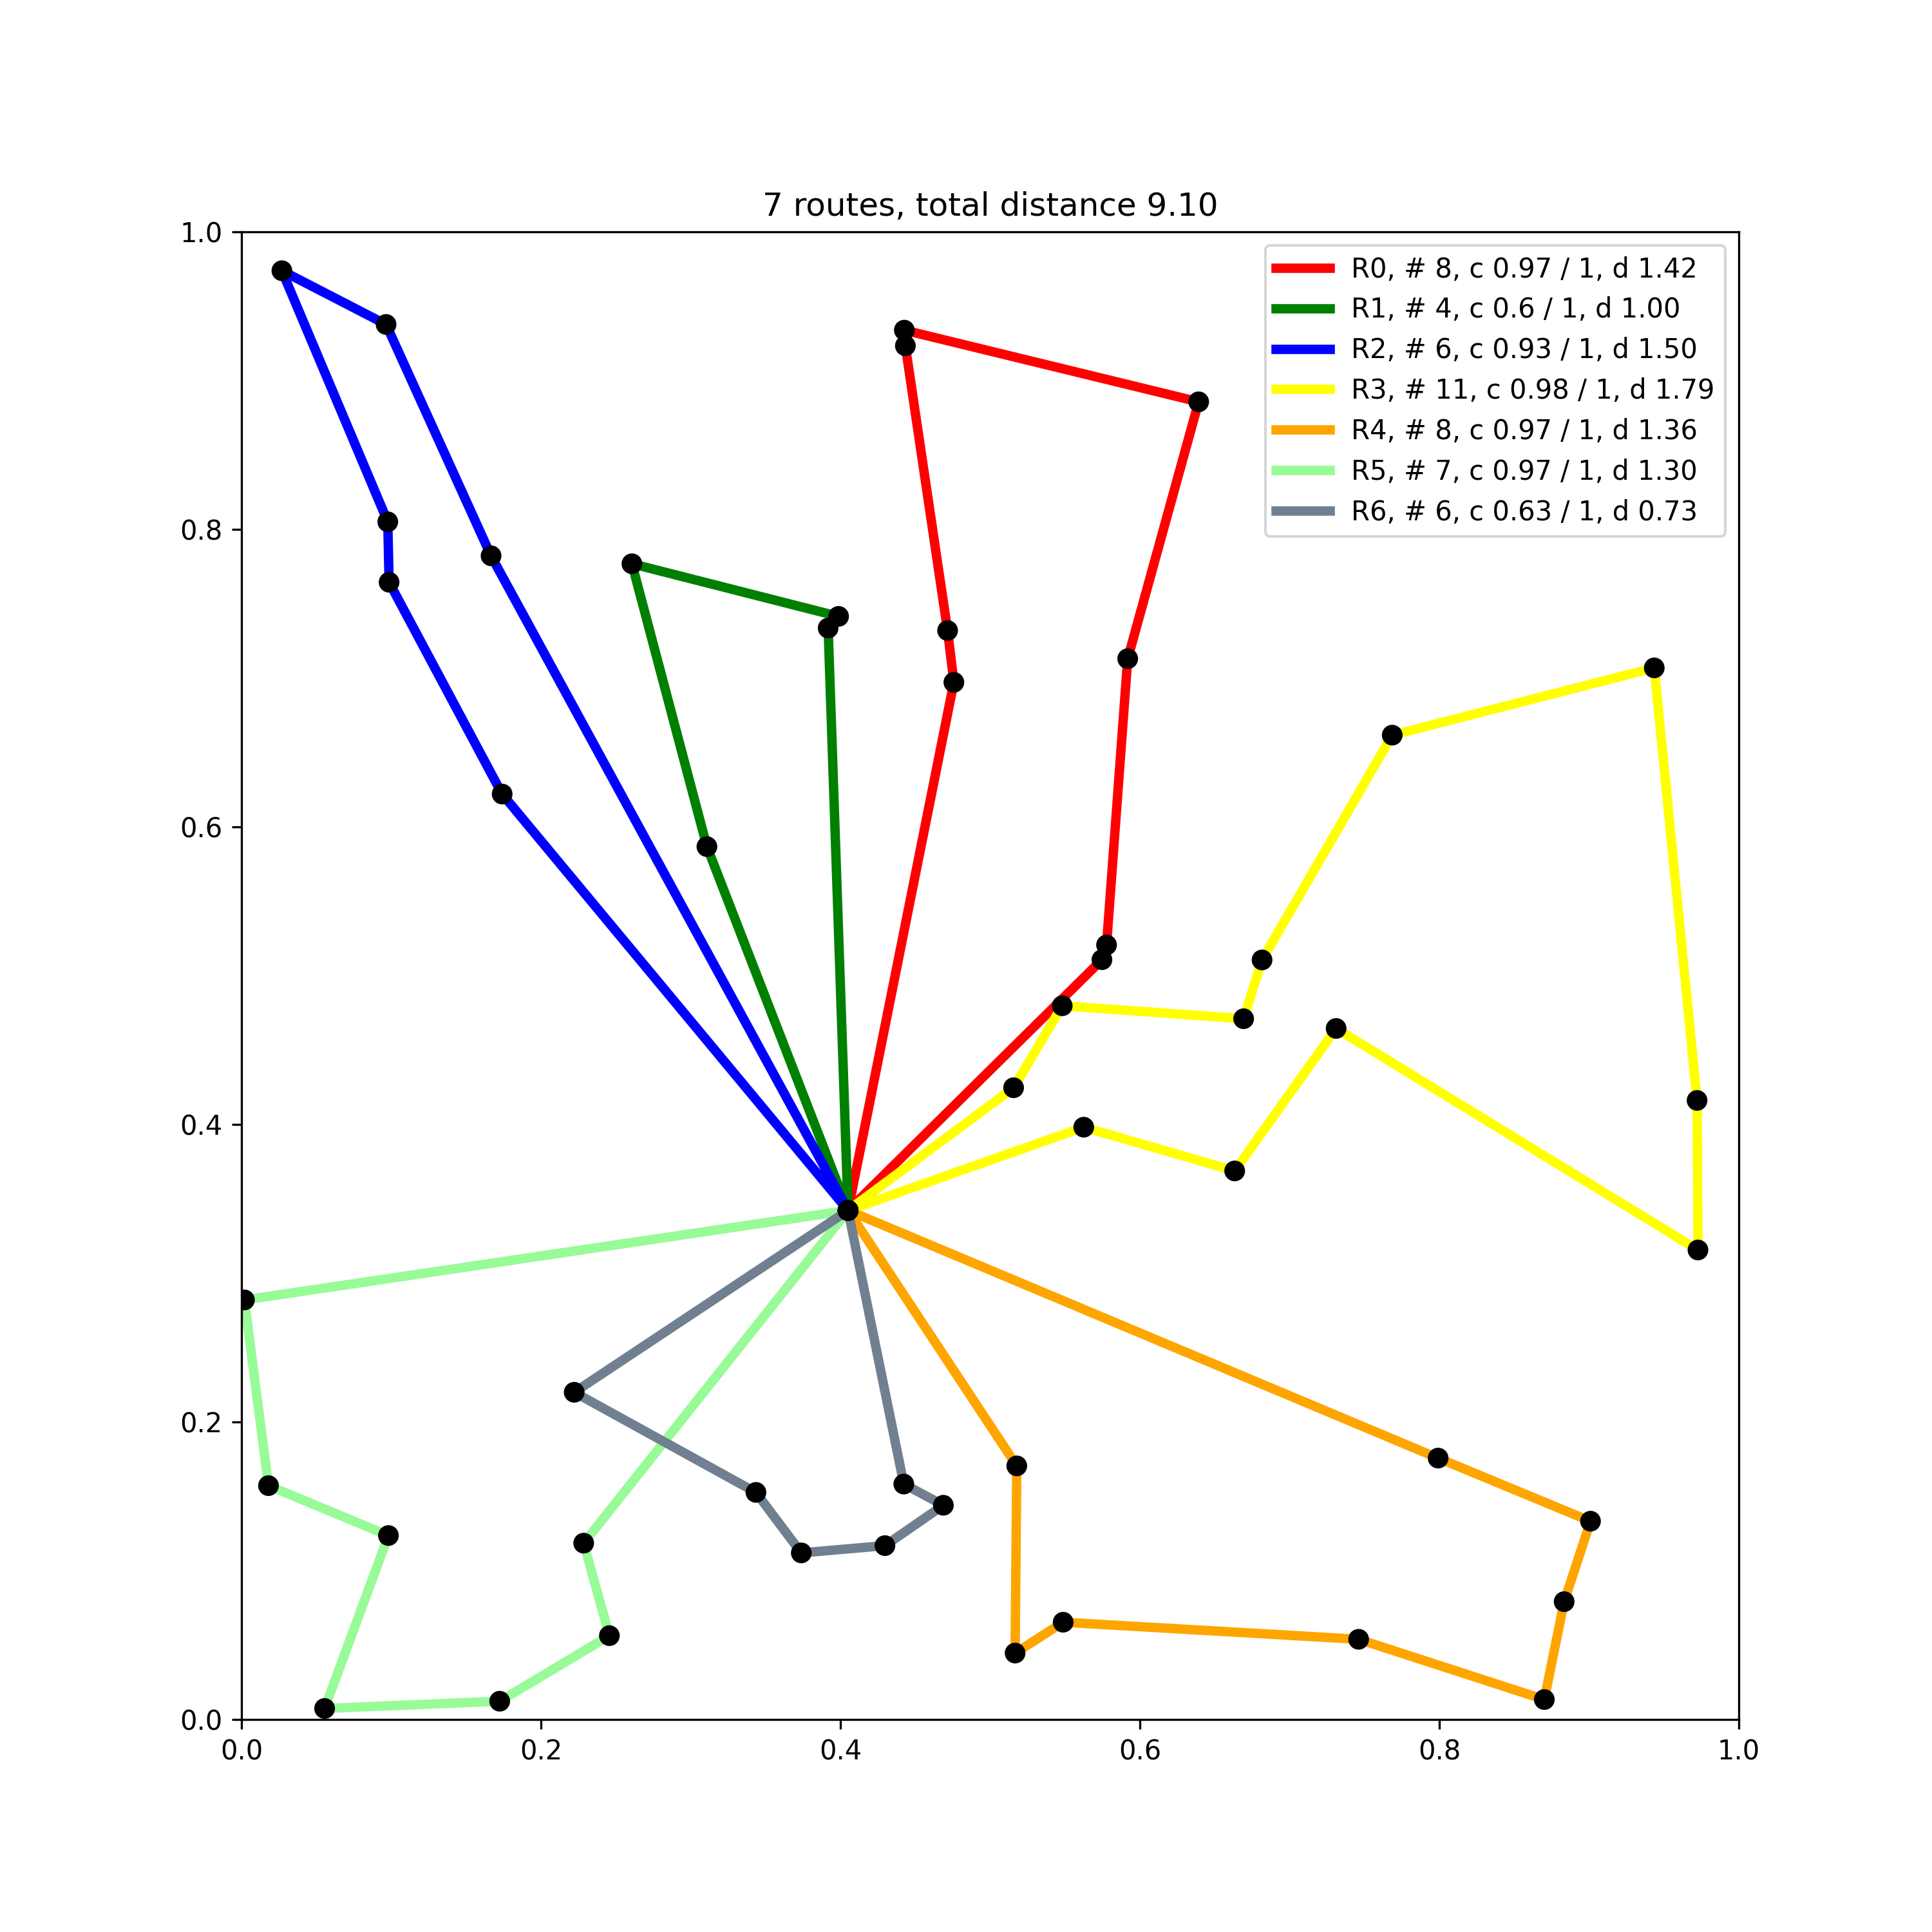 7 routes, total distance 9.10
1.0
R0, # 8, c 0.97 / 1, d 1.42
R1, # 4, c 0.6 / 1, d 1.00
R2, # 6, c 0.93 / 1, d 1.50
R3, # 11, c 0.98 / 1, d 1.79
R4, # 8, c 0.97 / 1, d 1.36
R5, # 7, c 0.97 / 1, d 1.30
R6, # 6, c 0.63 / 1, d 0.73
0.8
0.6
0.4
0.2
0.0
0.0 0.2 0.4 0.6 0.8 1.0